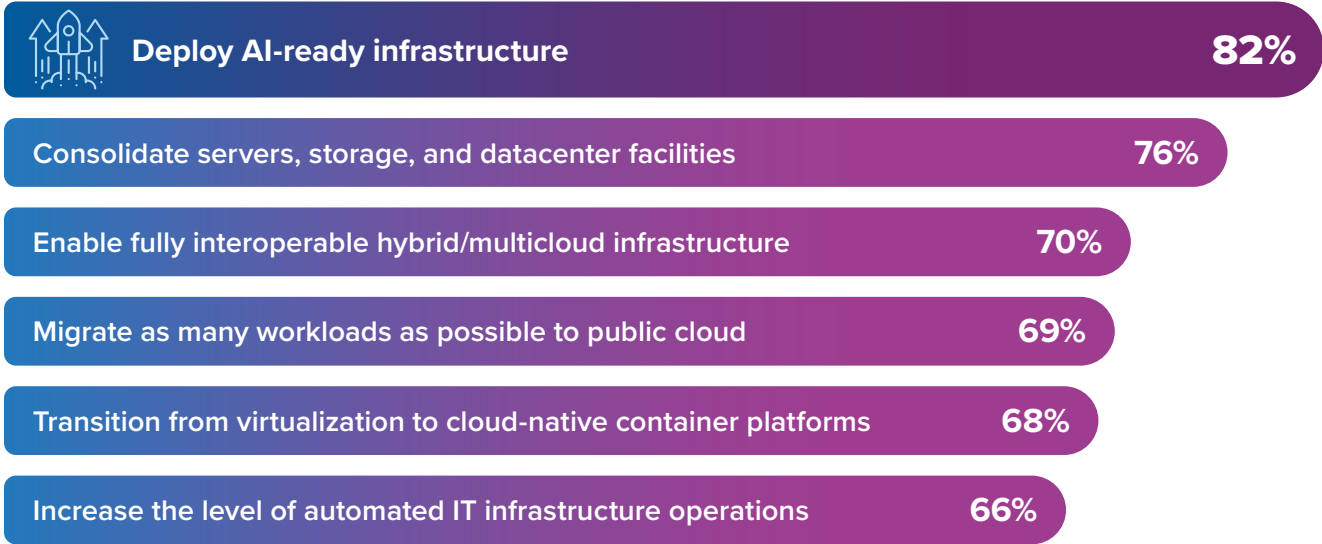 Deploy AI-ready infrastructure 82%
Consolidate servers, storage, and datacenter facilities 76%
Enable fully interoperable hybrid/multicloud infrastructure 70%
Migrate as many workloads as possible to public cloud 69%
Transition from virtualization to cloud-native container platforms 68%
Increase the level of automated IT infrastructure operations 66%